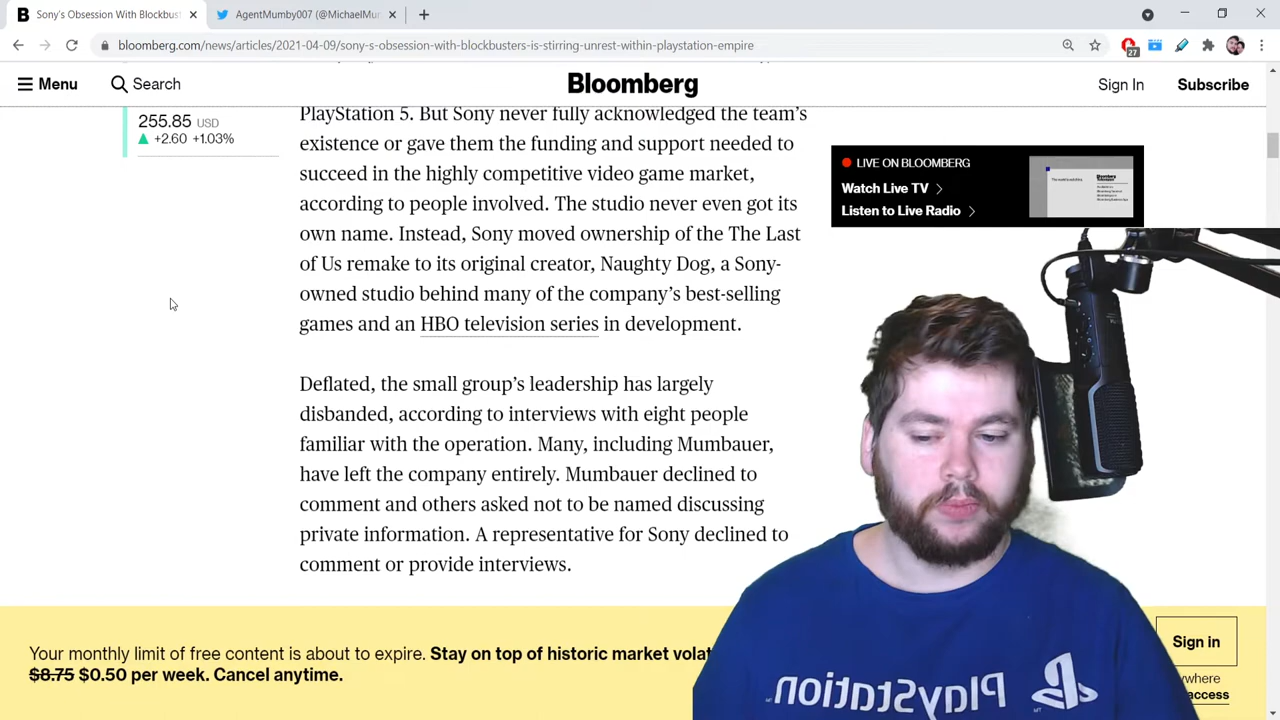 Sony's Obsession With Blockbust
AgentMumby007 (@MichaelMum
bloomberg.com/news/articles/2021-04-09/sony-s-obsession-with-blockbusters-is-stirring-unrest-within-playstation-empire
27
Menu
Search
Bloomberg
Sign In
Subscribe
255.85 USD
+2.60 +1.03%
PlayStation 5. But Sony never fully acknowledged the team's
existence or gave them the funding and support needed to
succeed in the highly competitive video game market,
according to people involved. The studio never even got its
own name. Instead, Sony moved ownership of the The Last
of Us remake to its original creator, Naughty Dog, a Sony-
owned studio behind many of the company's best-selling
games and an HBO television series in development.
Deflated, the small group's leadership has largely
disbanded, according to interviews with eight people
familiar with the operation. Many, including Mumbauer,
have left the company entirely. Mumbauer declined to
comment and others asked not to be named discussing
private information. A representative for Sony declined to
comment or provide interviews.
LIVE ON BLOOMBERG
Watch Live TV
Listen to Live Radio
Your monthly limit of free content is about to expire. Stay on top of historic market volat
$8.75 $0.50 per week. Cancel anytime.
Sign in
ywhere
access
PlayStation